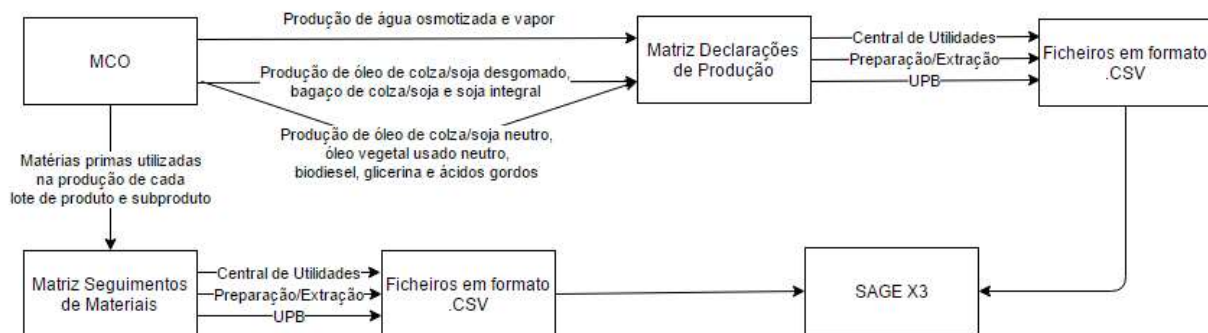 Produção de água osmotizada e vapor
MCO
Produção de óleo de colza/soja desgomado,
bagaço de colza/soja e soja integral
Produção de óleo de colza/soja neutro,
óleo vegetal usado neutro,
biodiesel, glicerina e ácidos gordos
Matriz Declarações
de Produção
Central de Utilidades
Preparação/Extração
UPB
Ficheiros em formato
.CSV
Matérias primas utilizadas
na produção de cada
lote de produto e subproduto
Matriz Seguimentos
de Materiais
Central de Utilidades
Preparação/Extração
UPB
Ficheiros em formato
.CSV
SAGE X3